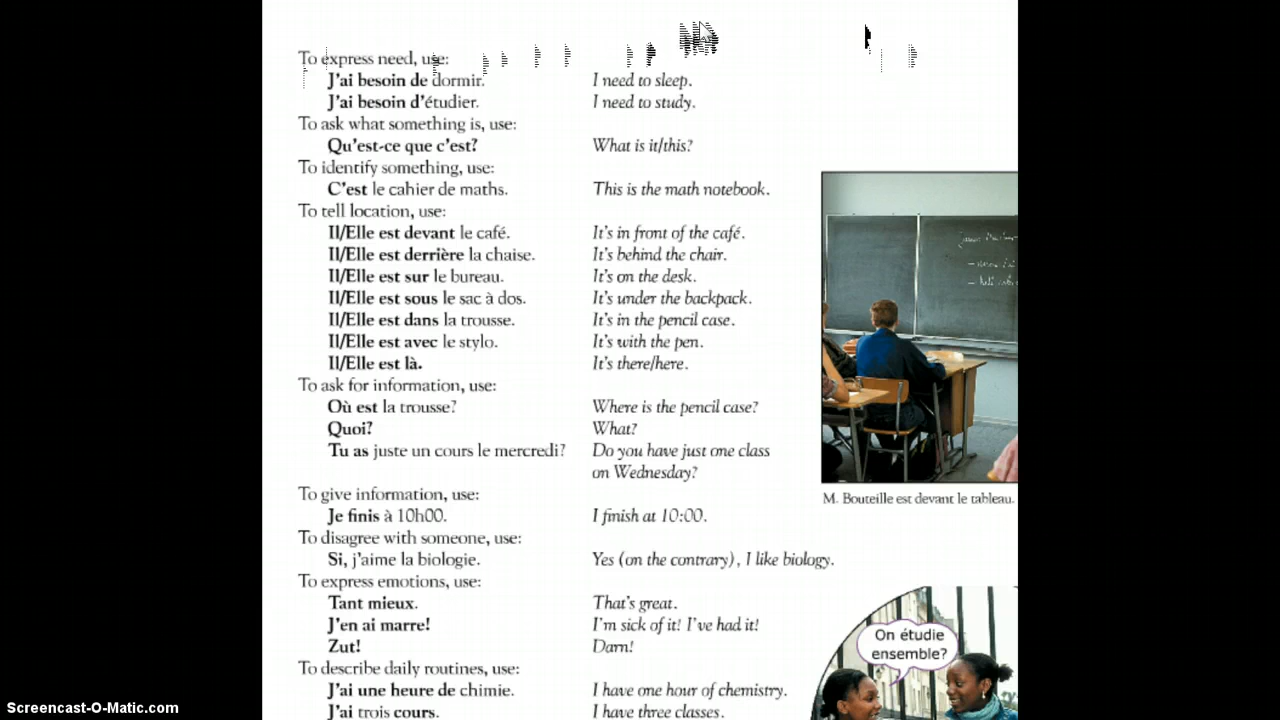 To express need, use:
J'ai besoin de dormir. I need to sleep.
J'ai besoin d'étudier. I need to study.
To ask what something is, use:
Qu'est-ce que c'est? What is it/this?
To identify something, use:
C'est le cahier de maths. This is the math notebook.
To tell location, use:
Il/Elle est devant le café. It's in front of the café.
Il/Elle est derrière la chaise. It's behind the chair.
Il/Elle est sur le bureau. It's on the desk.
Il/Elle est sous le sac à dos. It's under the backpack.
Il/Elle est dans la trousse. It's in the pencil case.
Il/Elle est avec le stylo. It's with the pen.
Il/Elle est là. It's there/here.
To ask for information, use:
Où est la trousse? Where is the pencil case?
Quoi? What?
Tu as juste un cours le mercredi? Do you have just one class
on Wednesday?
To give information, use:
Je finis à 10h00. I finish at 10:00.
To disagree with someone, use:
Si, j'aime la biologie. Yes (on the contrary), I like biology.
To express emotions, use:
Tant mieux. That's great.
J'en ai marre! I'm sick of it! I've had it!
Zut! Darn!
To describe daily routines, use:
J'ai une heure de chimie. I have one hour of chemistry.
J'ai trois cours. I have three classes.
M. Bouteille est devant le tableau.
On étudie
ensemble?
Screencast-O-Matic.com